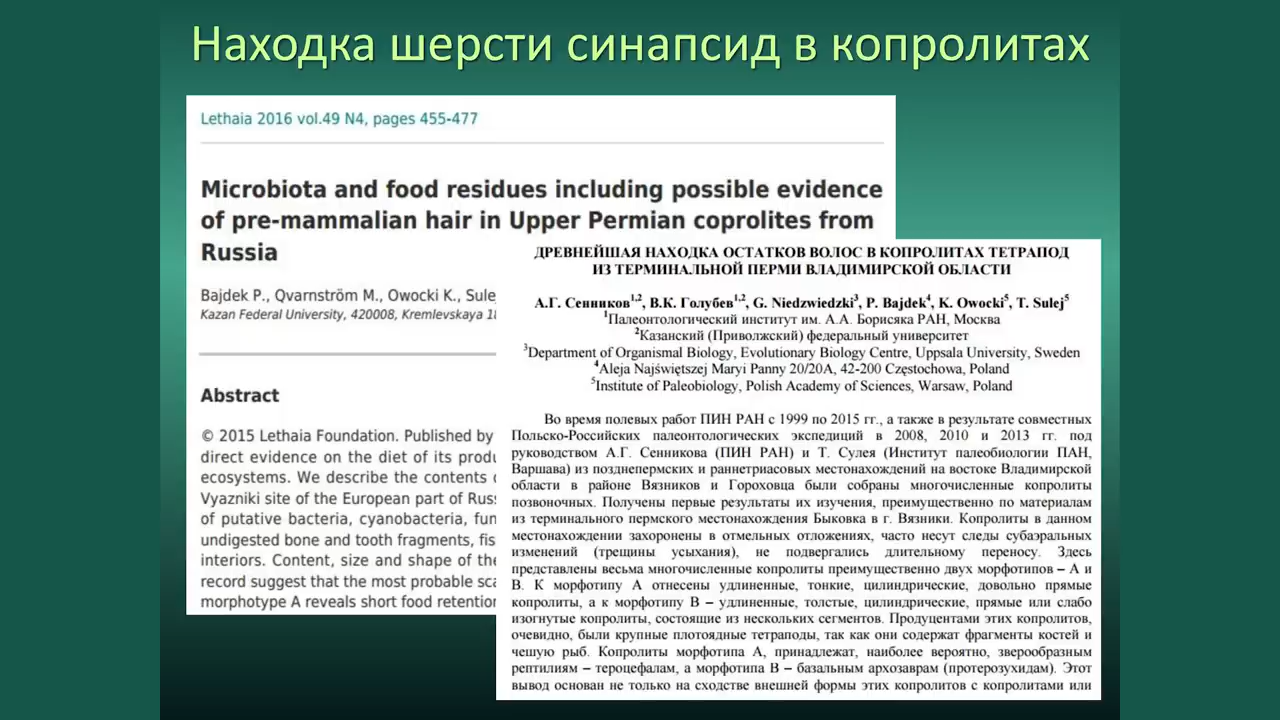 Находка шерсти синапсид в копролитах
Lethaia 2016 vol.49 N4, pages 455-477
Microbiota and food residues including possible evidence
of pre-mammalian hair in Upper Permian coprolites from
Russia
Bajdek P., Qvarnström M., Owocki K., Sule
Kazan Federal University, 420008, Kremlevskaya
Abstract
© 2015 Lethaia Foundation. Published by
direct evidence on the diet of its
ecosystems. We describe the contents
Vyazniki site of the European part of
of putative bacteria, cyanobacteria,
undigested bone and tooth fragments,
interiors. Content, size and shape of the
record suggest that the most probable
morphotype A reveals short food
ДРЕВНЕЙШАЯ НАХОДКА ОСТАТКОВ ВОЛОС В КОПРОЛИТАХ ТЕТРАПОД
ИЗ ТЕРМИНАЛЬНОЙ ПЕРМИ ВЛАДИМИРСКОЙ ОБЛАСТИ
А.Г. Сенников1,2, В.К. Голубев1,2, G. Niedzwiedzki3, P. Bajdek4, K. Owocki5, T. Sulej5
1Палеонтологический институт им. А.А. Борисяка РАН, Москва
2Казанский (Приволжский) федеральный университет
3Department of Organismal Biology, Evolutionary Biology Centre, Uppsala University, Sweden
4Aleja Najświętszej Maryi Panny 20/20A, 42-200 Częstochowa, Poland
5Institute of Paleobiology, Polish Academy of Sciences, Warsaw, Poland
Во время полевых работ ПИН РАН с 1999 по 2015 гг., а также в результате совместных
Польско-Российских палеонтологических экспедиций в 2008, 2010 и 2013 гг. под
руководством А.Г. Сенникова (ПИН РАН) и Т. Сулея (Институт палеобиологии ПАН,
Варшава) из позднепермских и раннетриасовых местонахождений на востоке Владимирской
области в районе Вязников и Гороховца были собраны многочисленные копролиты
позвоночных. Получены первые результаты их изучения, преимущественно по материалам
из терминального пермского местонахождения Быковка в г. Вязники. Копролиты в данном
местонахождении захоронены в отмельных отложениях, часто несут следы субаэральных
изменений (трещины усыхания), не подвергались длительному переносу. Здесь
представлены весьма многочисленные копролиты преимущественно двух морфотипов – А и
В. К морфотипу А отнесены удлиненные, тонкие, цилиндрические, довольно прямые
копролиты, а к морфотипу В – удлиненные, толстые, цилиндрические, прямые или слабо
изогнутые копролиты, состоящие из нескольких сегментов. Продуцентами этих копролитов,
очевидно, были крупные плотоядные тетраподы, так как они содержат фрагменты костей и
чешую рыб. Копролиты морфотипа А, принадлежат, наиболее вероятно, зверообразным
рептилиям – тероцефалам, а морфотипа В – базальным архозаврам (протерозухидам). Этот
вывод основан не только на сходстве внешней формы этих копролитов с копролитами или